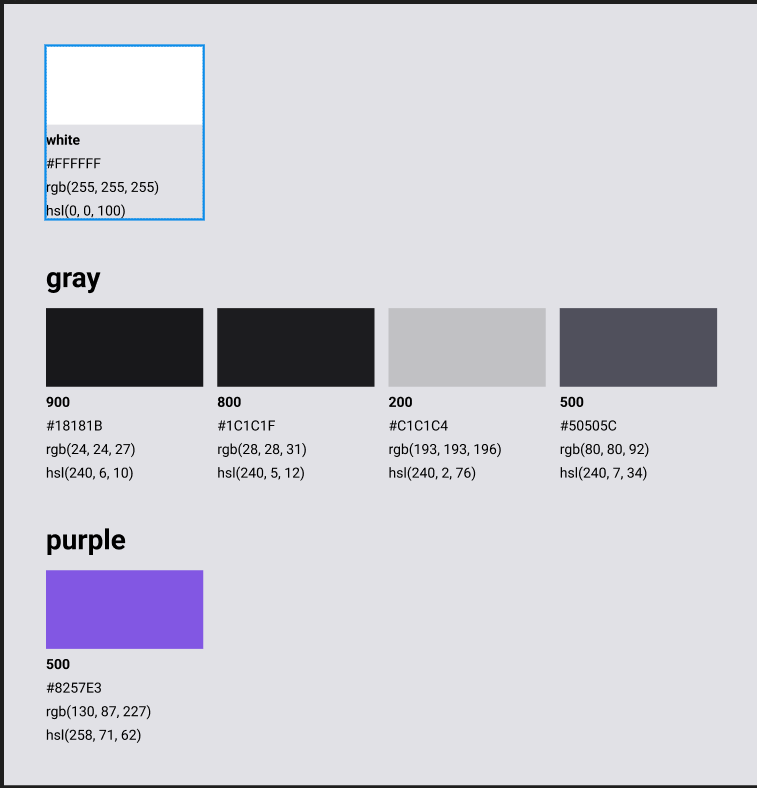 white
#FFFFFF
rgb(255, 255, 255)
hsl(0, 0, 100)
gray
900
#18181B
rgb(24, 24, 27)
hsl(240, 6, 10)
800
#1C1C1F
rgb(28, 28, 31)
hsl(240, 5, 12)
200
#C1C1C4
rgb(193, 193, 196)
hsl(240, 2, 76)
500
#50505C
rgb(80, 80, 92)
hsl(240, 7, 34)
purple
500
#8257E3
rgb(130, 87, 227)
hsl(258, 71, 62)